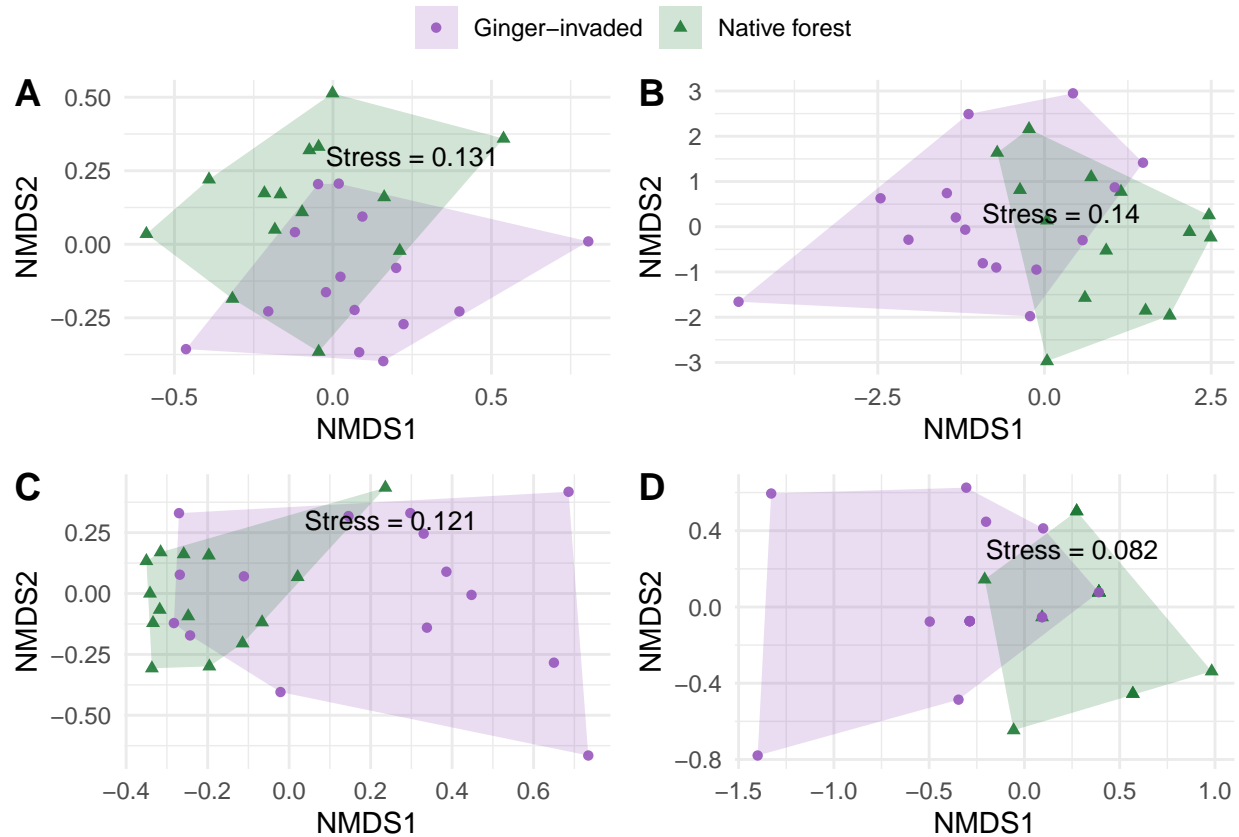 Ginger−invaded Native forest
A
0.50
0.25
0.00
−0.25
NMDS2
Stress = 0.131
−0.5 0.0 0.5
NMDS1
B
3
2
1
0
−1
−2
−3
NMDS2
Stress = 0.14
−2.5 0.0 2.5
NMDS1
C
0.25
0.00
−0.25
−0.50
NMDS2
Stress = 0.121
−0.4 −0.2 0.0 0.2 0.4 0.6
NMDS1
D
0.4
0.0
−0.4
−0.8
NMDS2
Stress = 0.082
−1.5 −1.0 −0.5 0.0 0.5 1.0
NMDS1